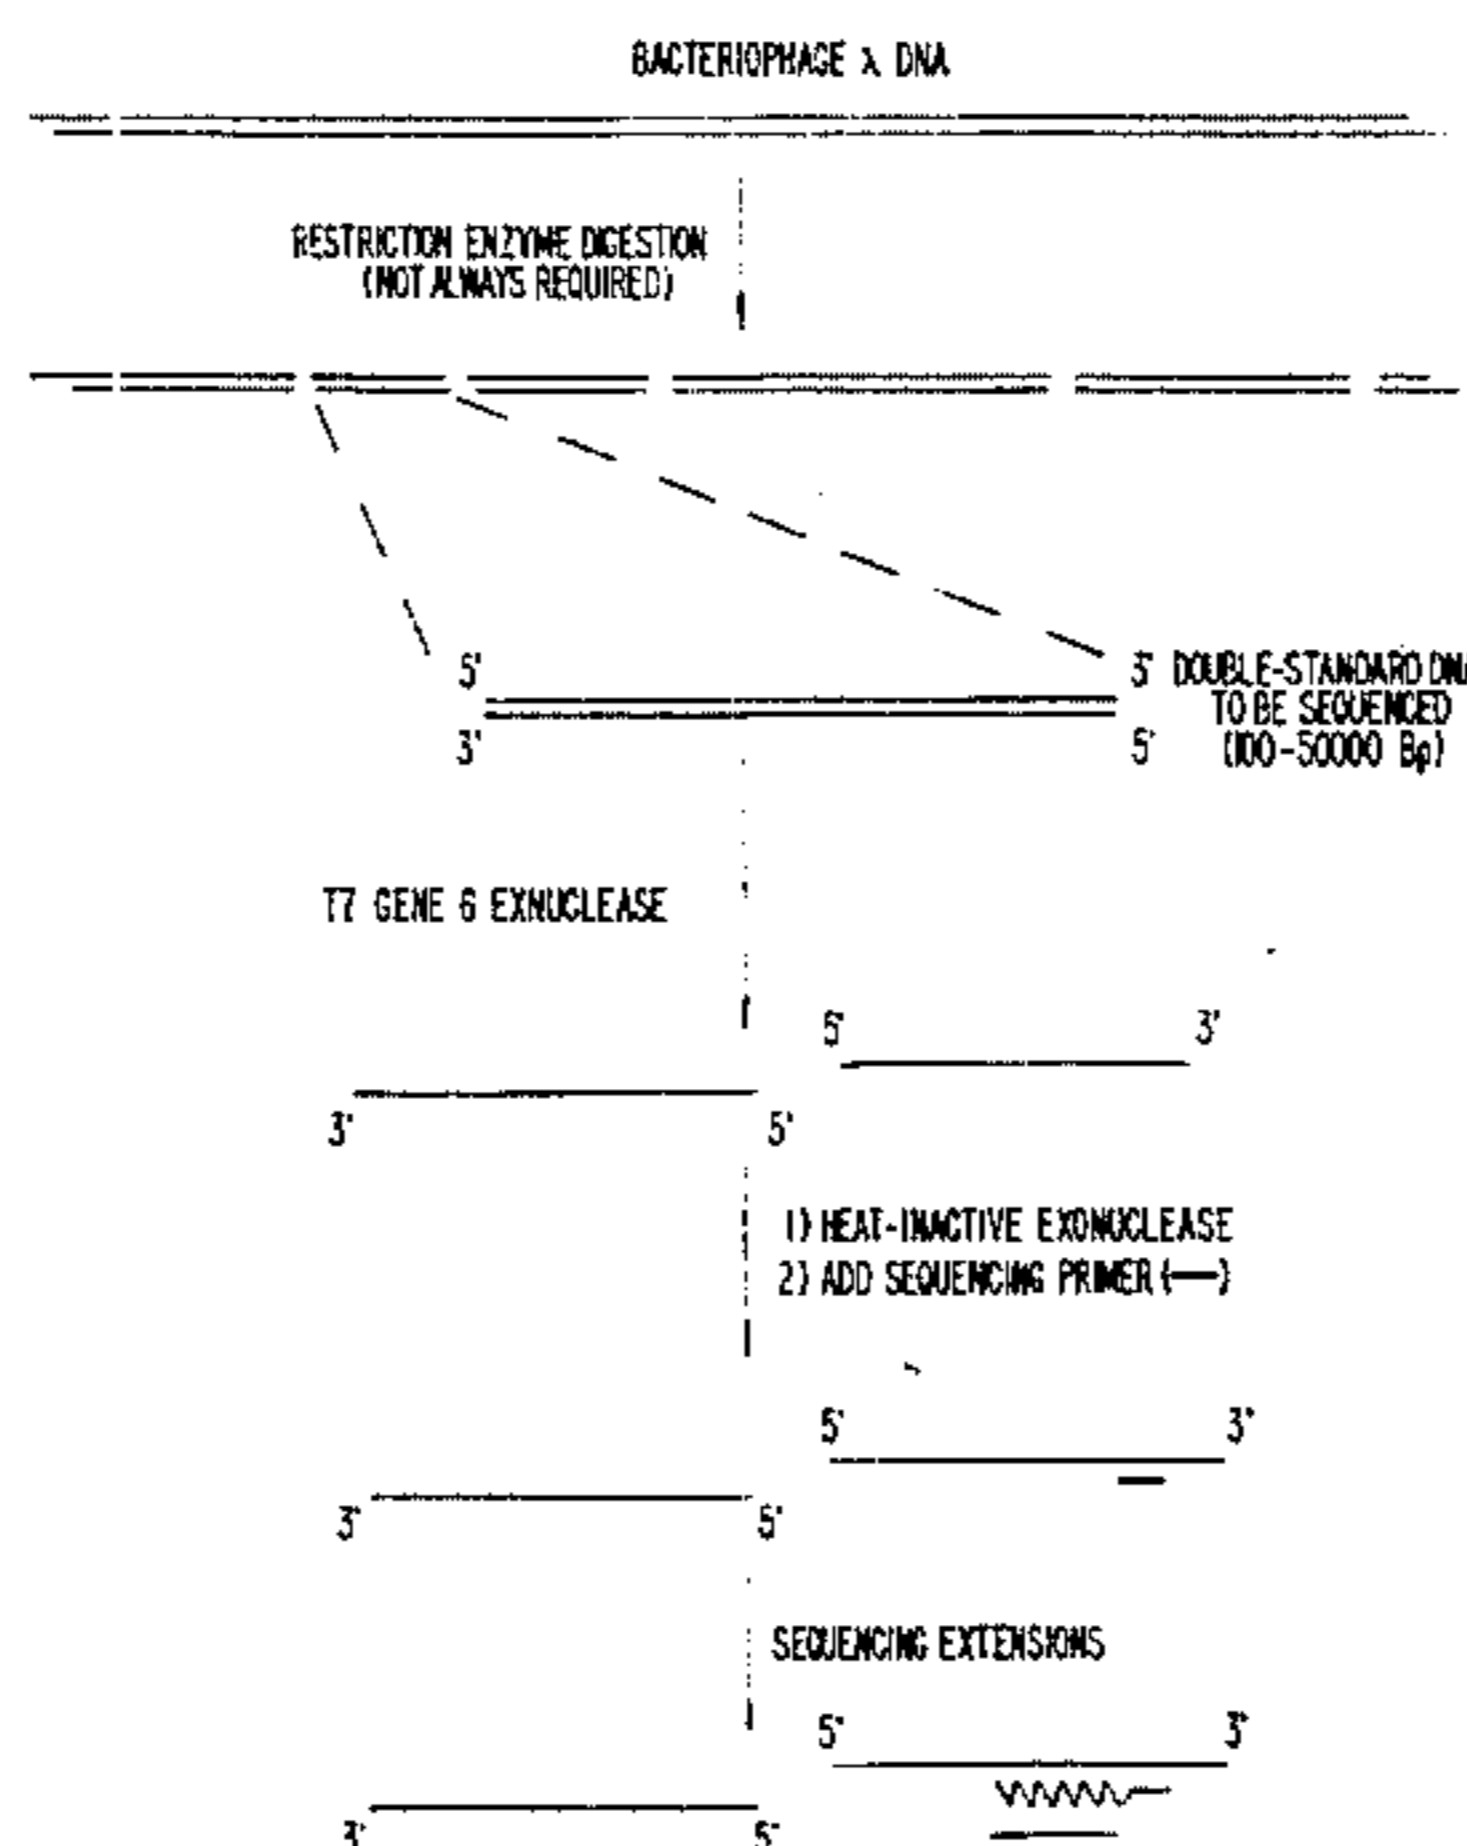 BACTERIOPHAGE λ DNA
RESTRICTION ENZYME DIGESTION
(NOT ALWAYS REQUIRED)
5'
3' DOUBLE-STANDARD DNA
TO BE SEQUENCED
3'
5' (100-50000 Bp)
T7 GENE 6 EXNUCLEASE
5' 3'
3' 5'
1) HEAT-INACTIVE EXONUCLEASE
2) ADD SEQUENCING PRIMER (—)
5' 3'
3' 5'
SEQUENCING EXTENSIONS
5' 3'
3' 5'